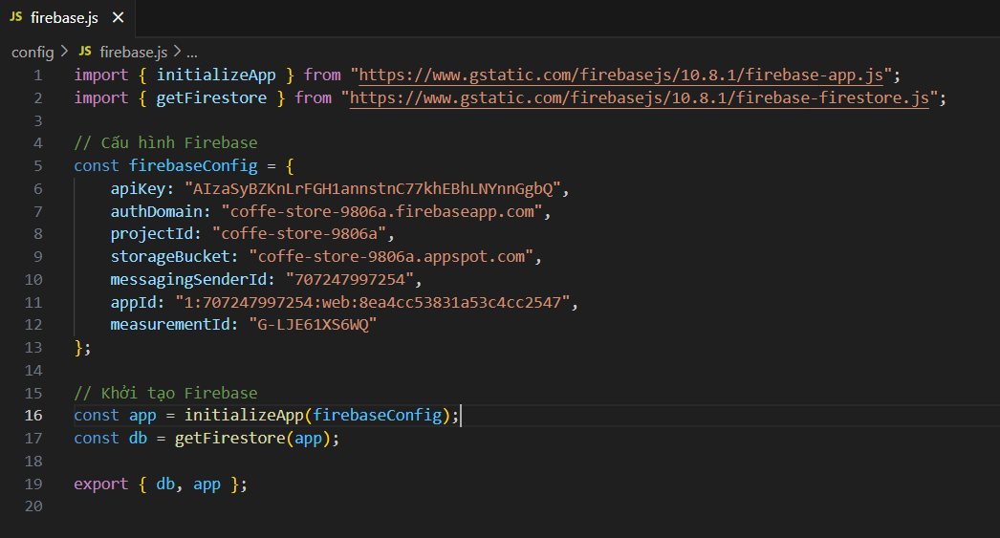 JS firebase.js ×
config > JS firebase.js > ...
1 import { initializeApp } from "https://www.gstatic.com/firebasejs/10.8.1/firebase-app.js";
2 import { getFirestore } from "https://www.gstatic.com/firebasejs/10.8.1/firebase-firestore.js";
3
4 // Cấu hình Firebase
5 const firebaseConfig = {
6     apiKey: "AIzaSyBZKnLrFGH1annstnC77khEBhLNYnnGgbQ",
7     authDomain: "coffe-store-9806a.firebaseapp.com",
8     projectId: "coffe-store-9806a",
9     storageBucket: "coffe-store-9806a.appspot.com",
10     messagingSenderId: "707247997254",
11     appId: "1:707247997254:web:8ea4cc53831a53c4cc2547",
12     measurementId: "G-LJE61XS6WQ"
13 };
14
15 // Khởi tạo Firebase
16 const app = initializeApp(firebaseConfig);
17 const db = getFirestore(app);
18
19 export { db, app };
20